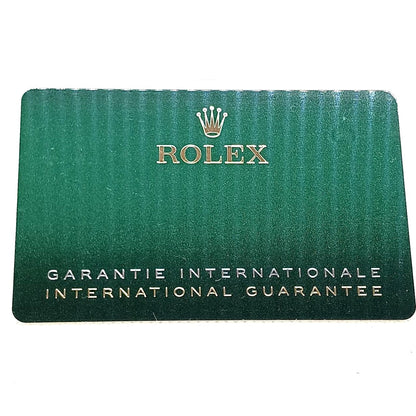 ROLEX
GARANTIE INTERNATIONALE
INTERNATIONAL GUARANTEE